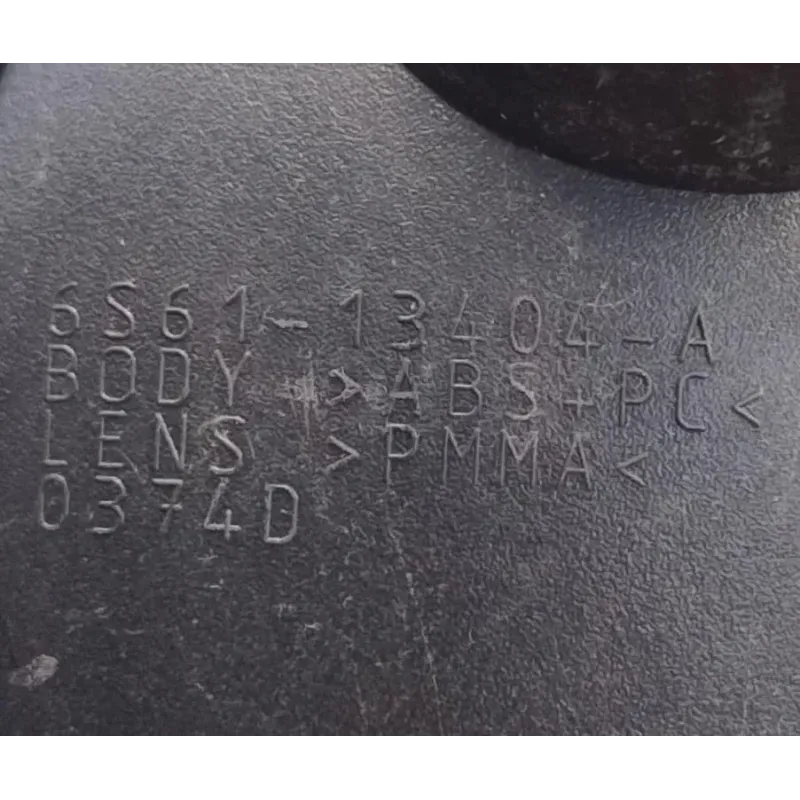 6S61-13404-A
BODY >ABS+PC<
LENS >PMMA<
0374D